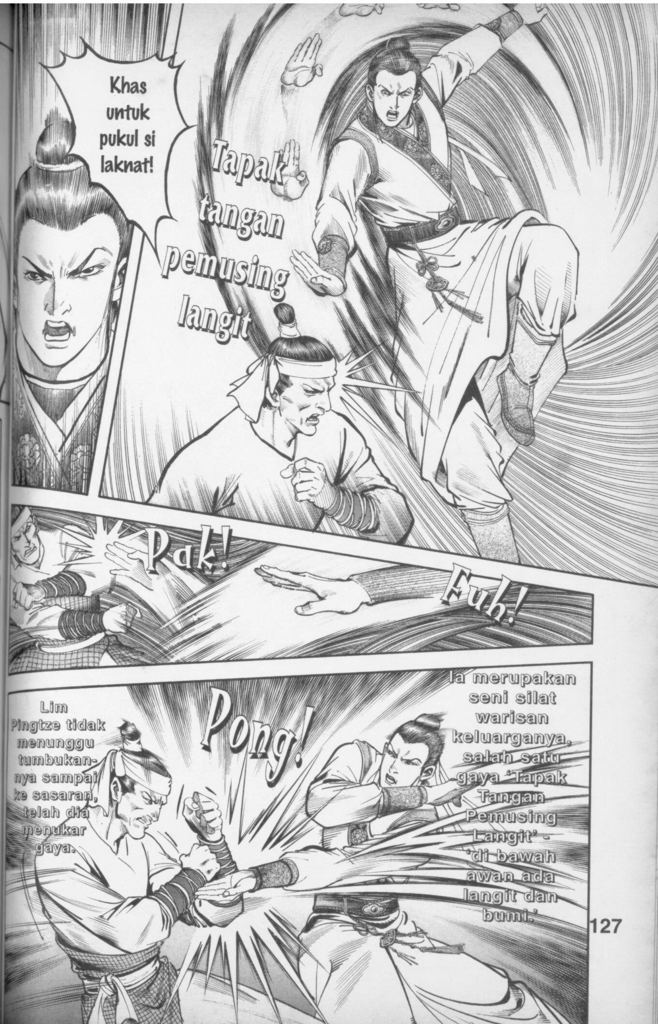 Khas
untuk
pukul si
laknat!
Tapak
tangan
pemusing
langit
Pak!
Fuh!
Lim
Pingtze tidak
menunggu
tumbukan-
nya sampai
ke sasaran,
telah dia
menukar
gaya.
Pong!
Ia merupakan
seni silat
warisan
keluarganya,
salah satu
gaya 'Tapak
Tangan
Pemusing
Langit' -
'di bawah
awan ada
langit dan
bumi.'
127